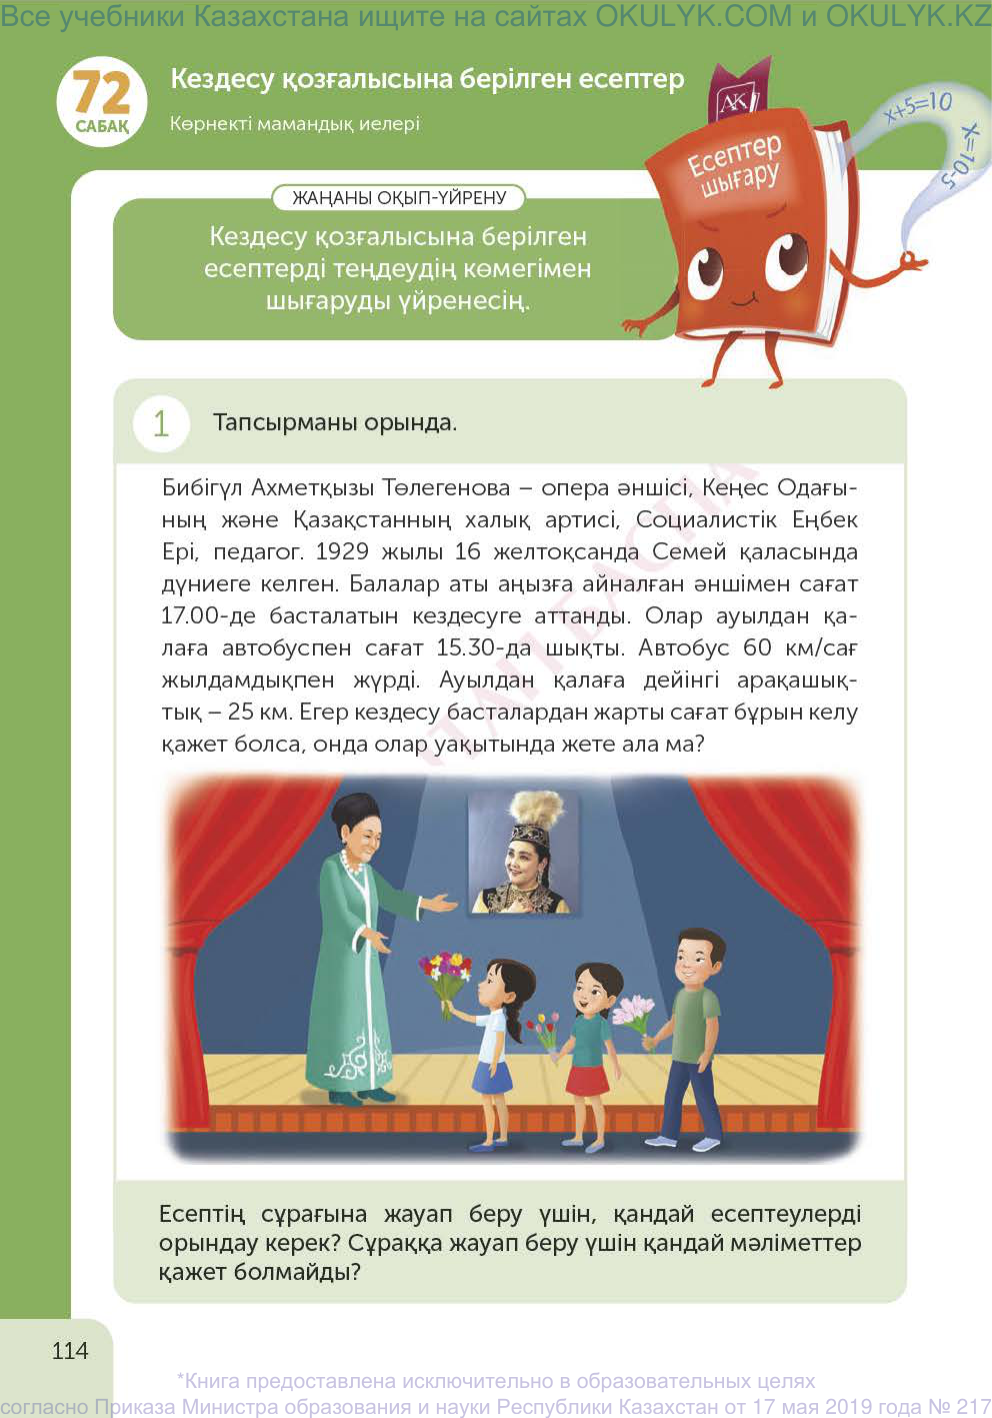 Все учебники Казахстана ищите на сайтах OKULYK.COM и OKULYK.KZ
72
САБАҚ
Кездесу қозғалысына берілген есептер
Көрнекті мамандық иелері
АК
Есептер
шығару
x+5=10
x=10-5
ЖАҢАНЫ ОҚЫП-ҮЙРЕНУ
Кездесу қозғалысына берілген
есептерді теңдеудің көмегімен
шығаруды үйренесің.
1
Тапсырманы орында.
Бибігүл Ахметқызы Төлегенова – опера әншісі, Кеңес Одағы-
ның және Қазақстанның халық артисі, Социалистік Еңбек
Ері, педагог. 1929 жылы 16 желтоқсанда Семей қаласында
дүниеге келген. Балалар аты аңызға айналған әншімен сағат
17.00-де басталатын кездесуге аттанды. Олар ауылдан қа-
лаға автобуспен сағат 15.30-да шықты. Автобус 60 км/сағ
жылдамдықпен жүрді. Ауылдан қалаға дейінгі арақашық-
тық – 25 км. Егер кездесу басталардан жарты сағат бұрын келу
қажет болса, онда олар уақытында жете ала ма?
Есептің сұрағына жауап беру үшін, қандай есептеулерді
орындау керек? Сұраққа жауап беру үшін қандай мәліметтер
қажет болмайды?
114
*Книга предоставлена исключительно в образовательных целях
согласно Приказа Министра образования и науки Республики Казахстан от 17 мая 2019 года № 217